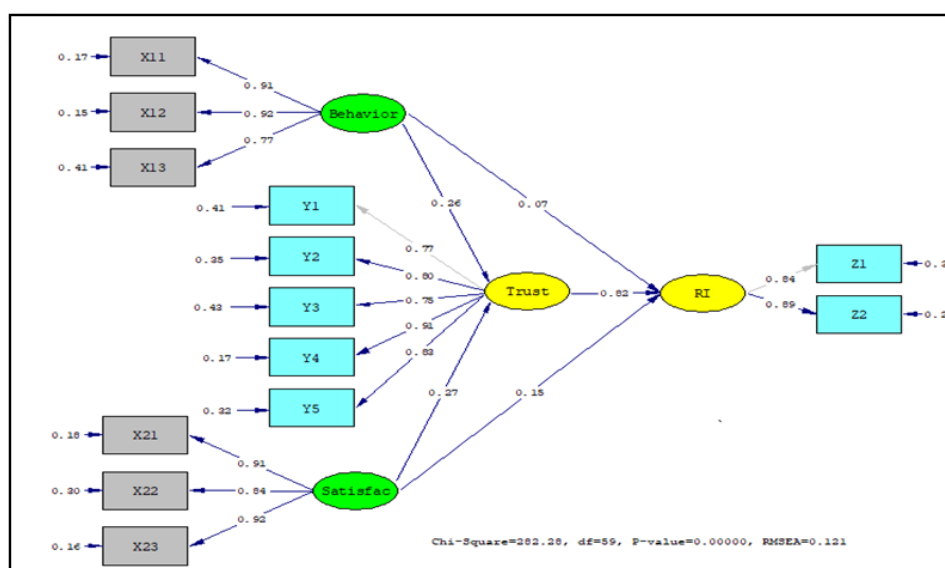 0.17 X11
0.91
0.15 X12 0.92 Behavior
0.77
0.41 X13
0.26 0.07
0.41 Y1
0.77
0.35 Y2
0.80
Z1
0.84
0.43 Y3 0.75 Trust 0.82 RI
0.91 0.89
Z2
0.17 Y4
0.83
0.27 0.15
0.32 Y5
0.18 X21
0.91
0.30 X22 0.84 Satisfac
0.92
0.16 X23
Chi-Square=282.28, df=59, P-value=0.00000, RMSEA=0.121